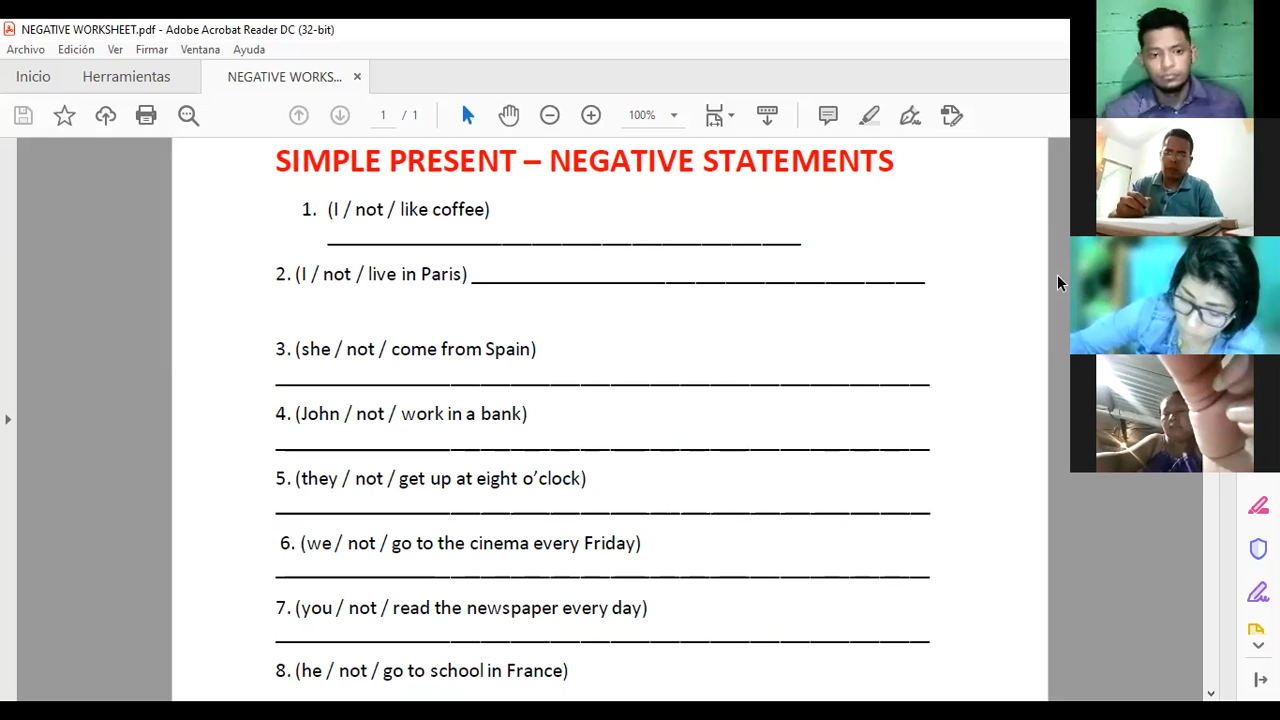 NEGATIVE WORKSHEET.pdf - Adobe Acrobat Reader DC (32-bit)
Archivo Edición Ver Firmar Ventana Ayuda
Inicio Herramientas NEGATIVE WORKS... ×
1 / 1 100%
SIMPLE PRESENT – NEGATIVE STATEMENTS
1. (I / not / like coffee)
2. (I / not / live in Paris)
3. (she / not / come from Spain)
4. (John / not / work in a bank)
5. (they / not / get up at eight o’clock)
6. (we / not / go to the cinema every Friday)
7. (you / not / read the newspaper every day)
8. (he / not / go to school in France)